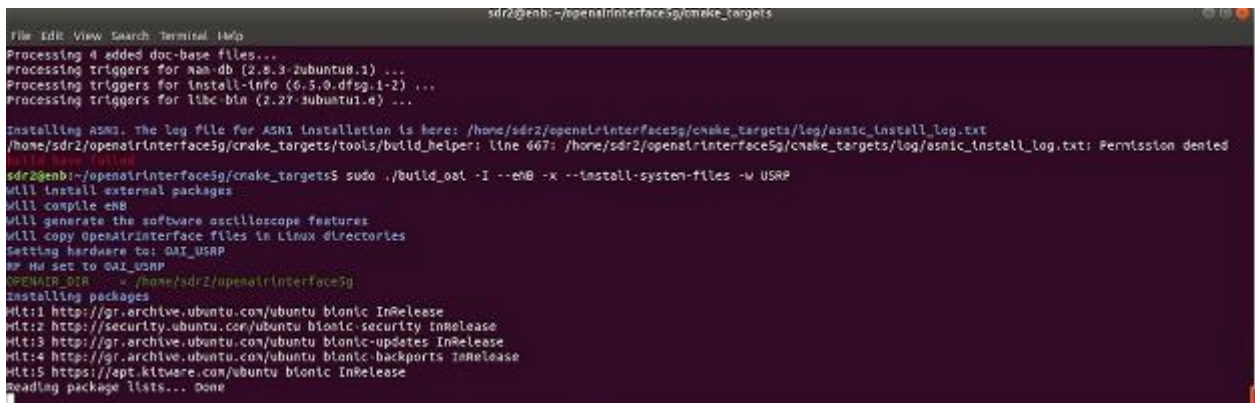 sdr2@enb: ~/openairinterface5g/cmake_targets
File Edit View Search Terminal Help
Processing 4 added doc-base files...
Processing triggers for man-db (2.8.3-2ubuntu0.1) ...
Processing triggers for install-info (6.5.0.dfsg.1-2) ...
Processing triggers for libc-bin (2.27-3ubuntu1.6) ...
Installing ASN1. The log file for ASN1 installation is here: /home/sdr2/openairinterface5g/cmake_targets/log/asn1c_install_log.txt
/home/sdr2/openairinterface5g/cmake_targets/tools/build_helper: line 667: /home/sdr2/openairinterface5g/cmake_targets/log/asn1c_install_log.txt: Permission denied
build have failed
sdr2@enb:~/openairinterface5g/cmake_targets$ sudo ./build_oai -I --eNB -x --install-system-files -w USRP
Will install external packages
Will compile eNB
Will generate the software oscilloscope features
Will copy OpenAirInterface files in Linux directories
Setting hardware to: OAI_USRP
RF HW set to OAI_USRP
OPENAIR_DIR = /home/sdr2/openairinterface5g
Installing packages
Hit:1 http://gr.archive.ubuntu.com/ubuntu bionic InRelease
Hit:2 http://security.ubuntu.com/ubuntu bionic-security InRelease
Hit:3 http://gr.archive.ubuntu.com/ubuntu bionic-updates InRelease
Hit:4 http://gr.archive.ubuntu.com/ubuntu bionic-backports InRelease
Hit:5 https://apt.kitware.com/ubuntu bionic InRelease
Reading package lists... Done